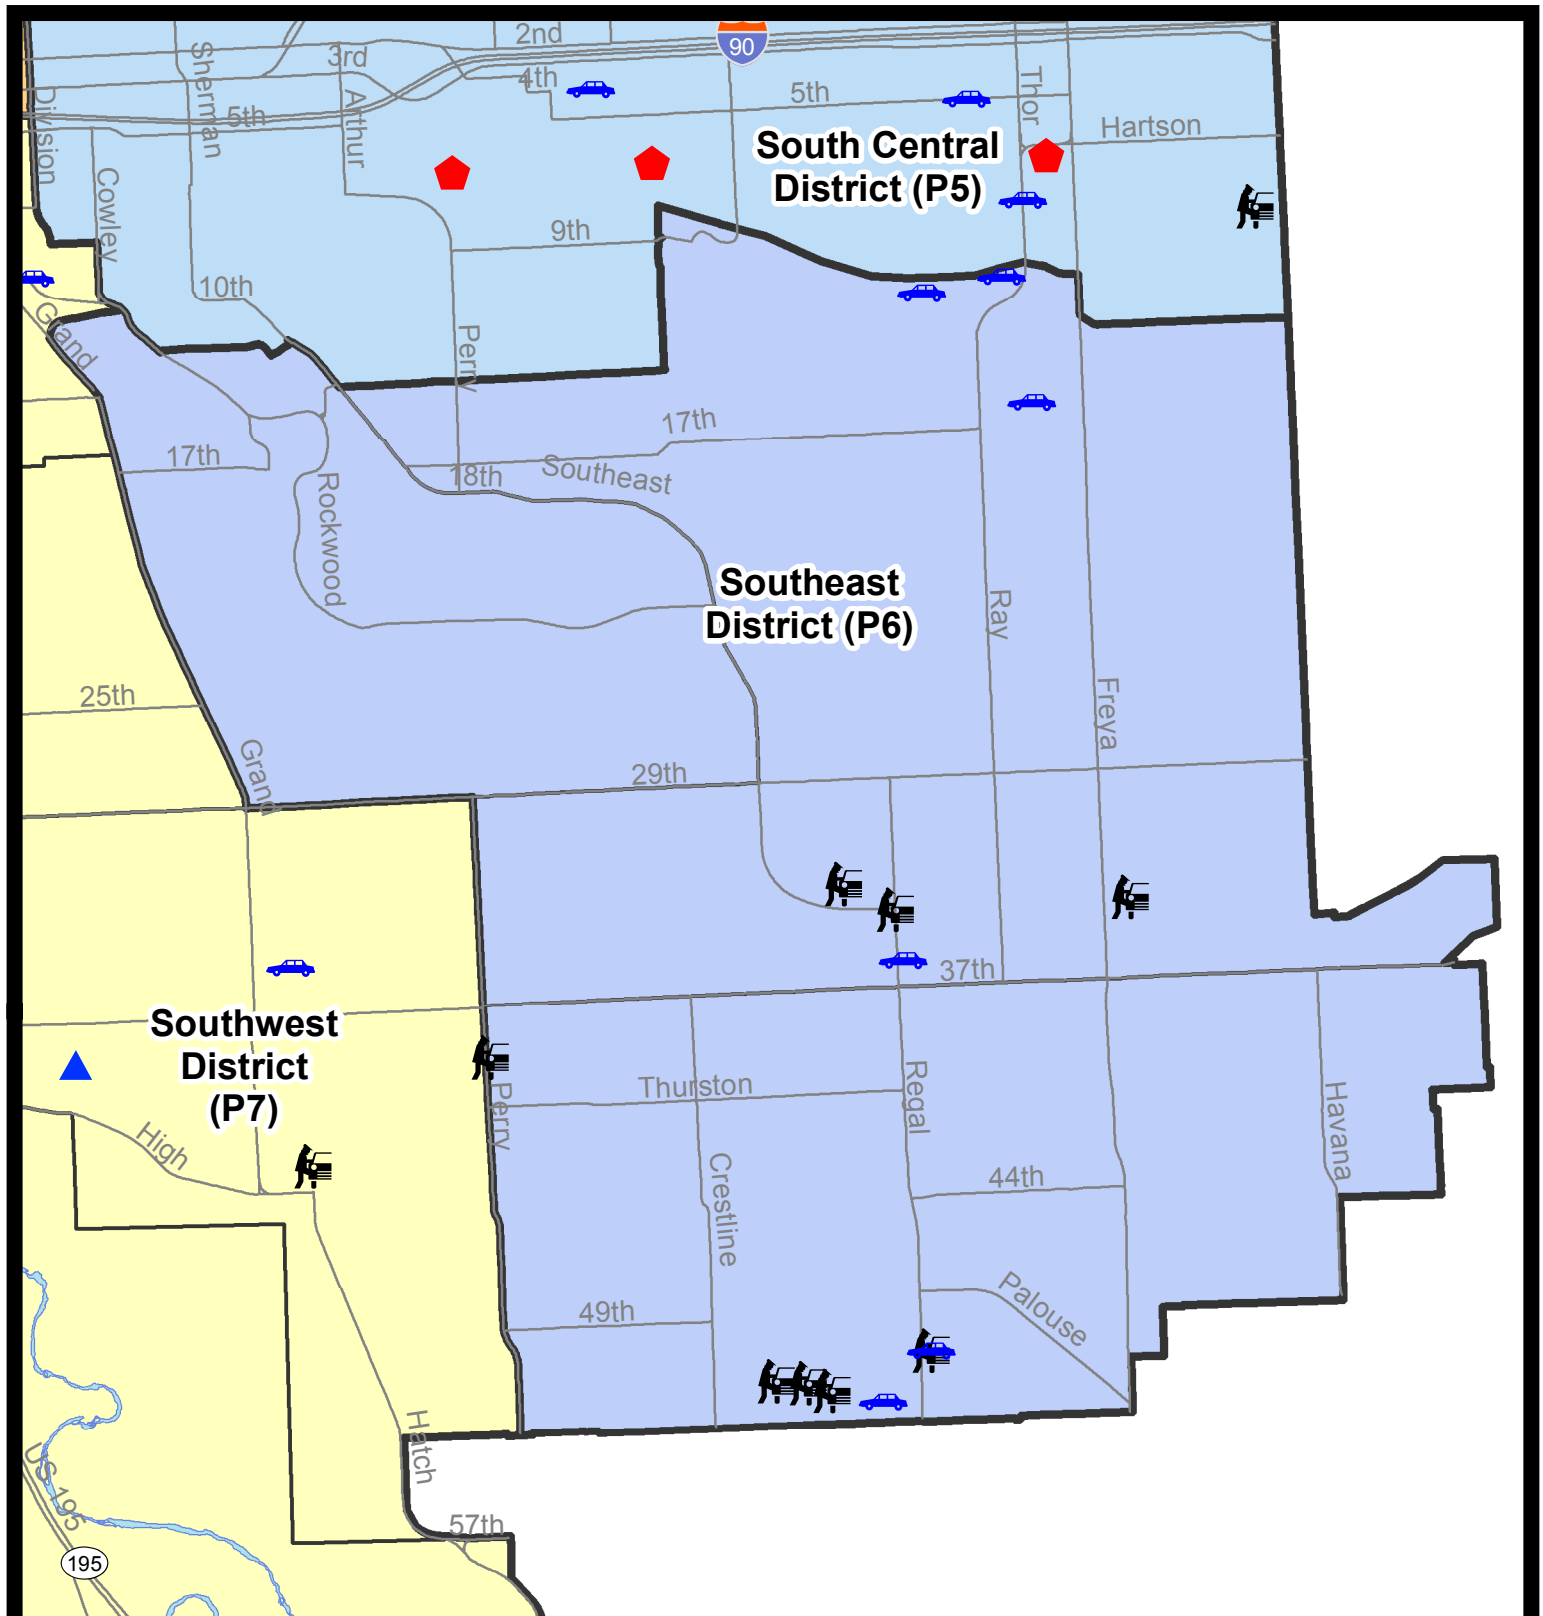 2nd
90
3rd
4th
5th
Sherman
Arthur
Thor
Division
5th
Hartson
South Central
District (P5)
Cowley
9th
10th
Grand
Perry
17th
17th
18th
Southeast
Rockwood
Southeast
District (P6)
Ray
Freya
25th
Grand
29th
37th
Southwest
District
(P7)
High
Perry
Thurston
Regal
Havana
Crestline
44th
Palouse
49th
Hatch
US 195
57th
195